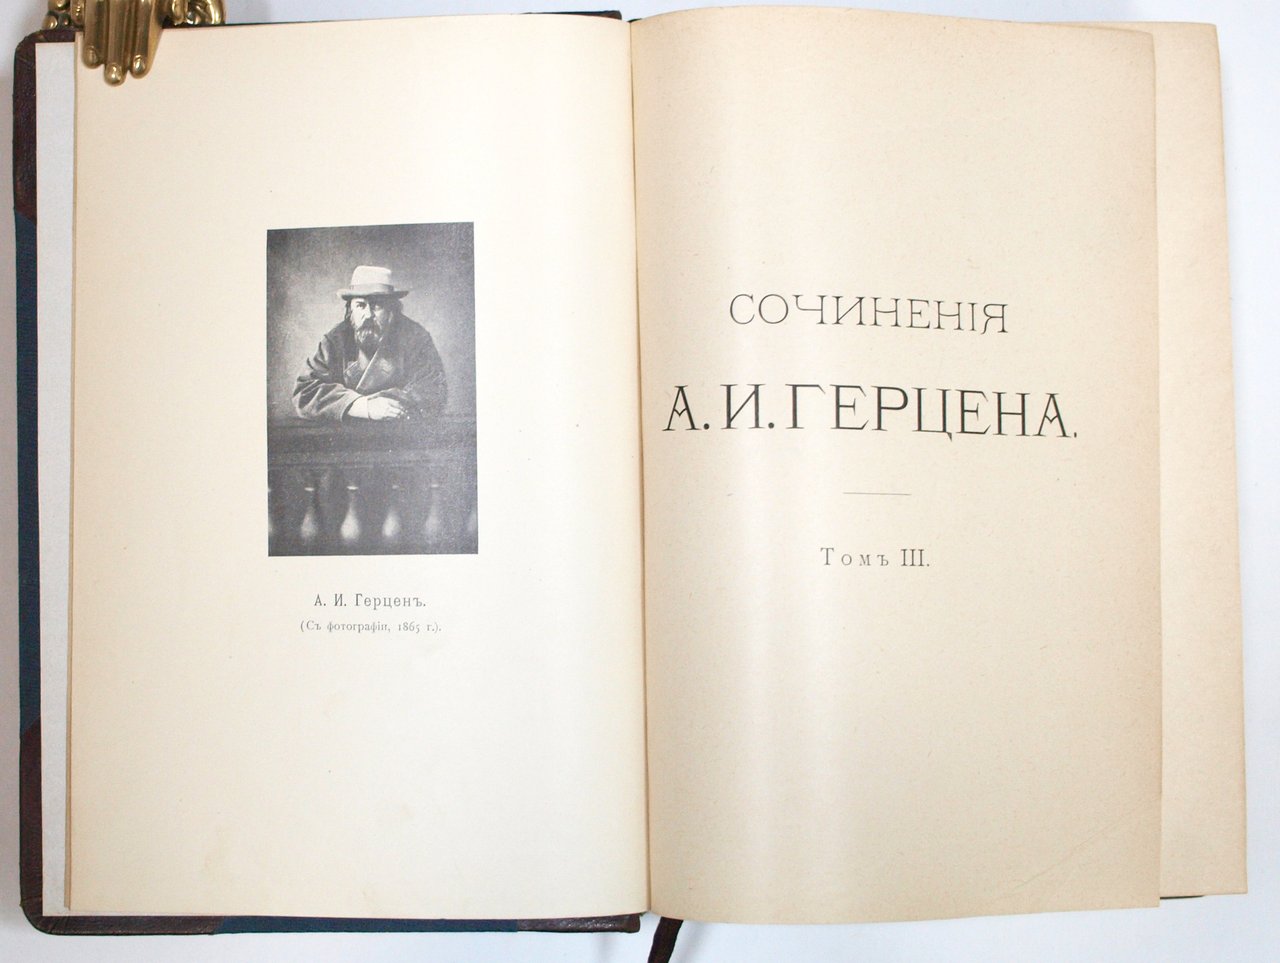 А. И. Герценъ.
(Съ фотографіи, 1865 г.).
СОЧИНЕНІЯ
А. И. ГЕРЦЕНА.
Томъ III.